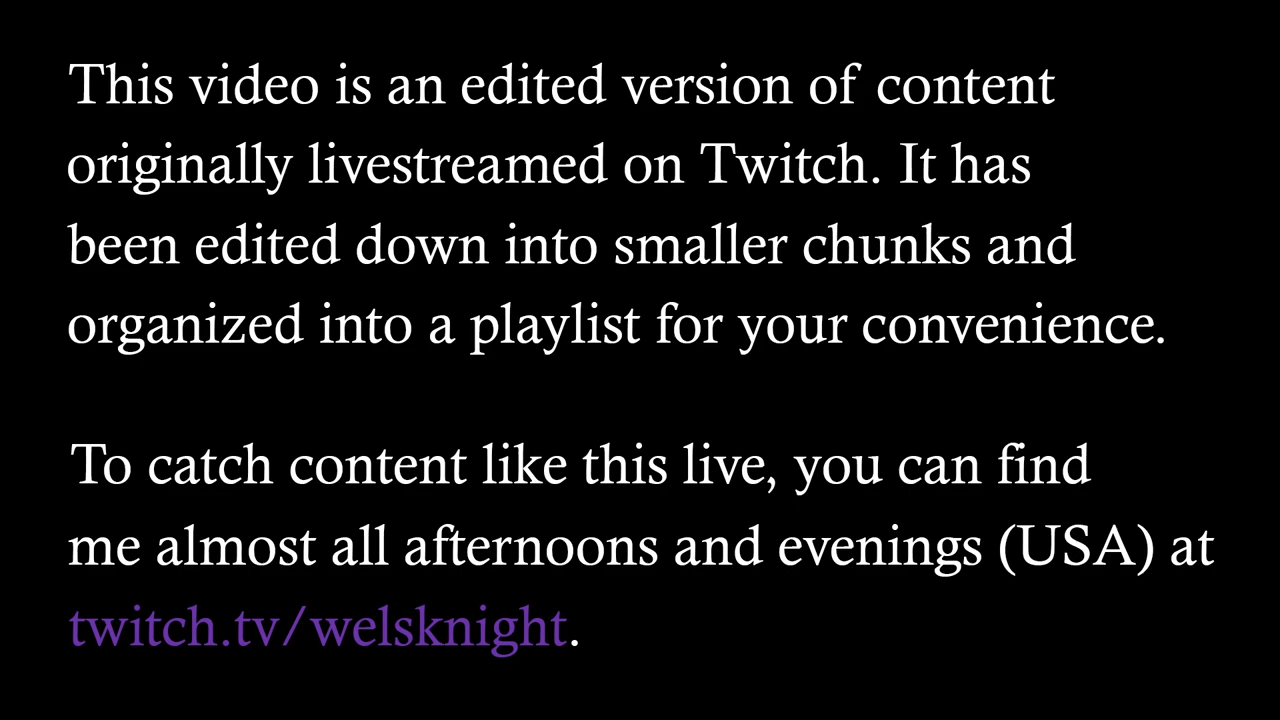 This video is an edited version of content
originally livestreamed on Twitch. It has
been edited down into smaller chunks and
organized into a playlist for your convenience.
To catch content like this live, you can find
me almost all afternoons and evenings (USA) at
twitch.tv/welsknight.